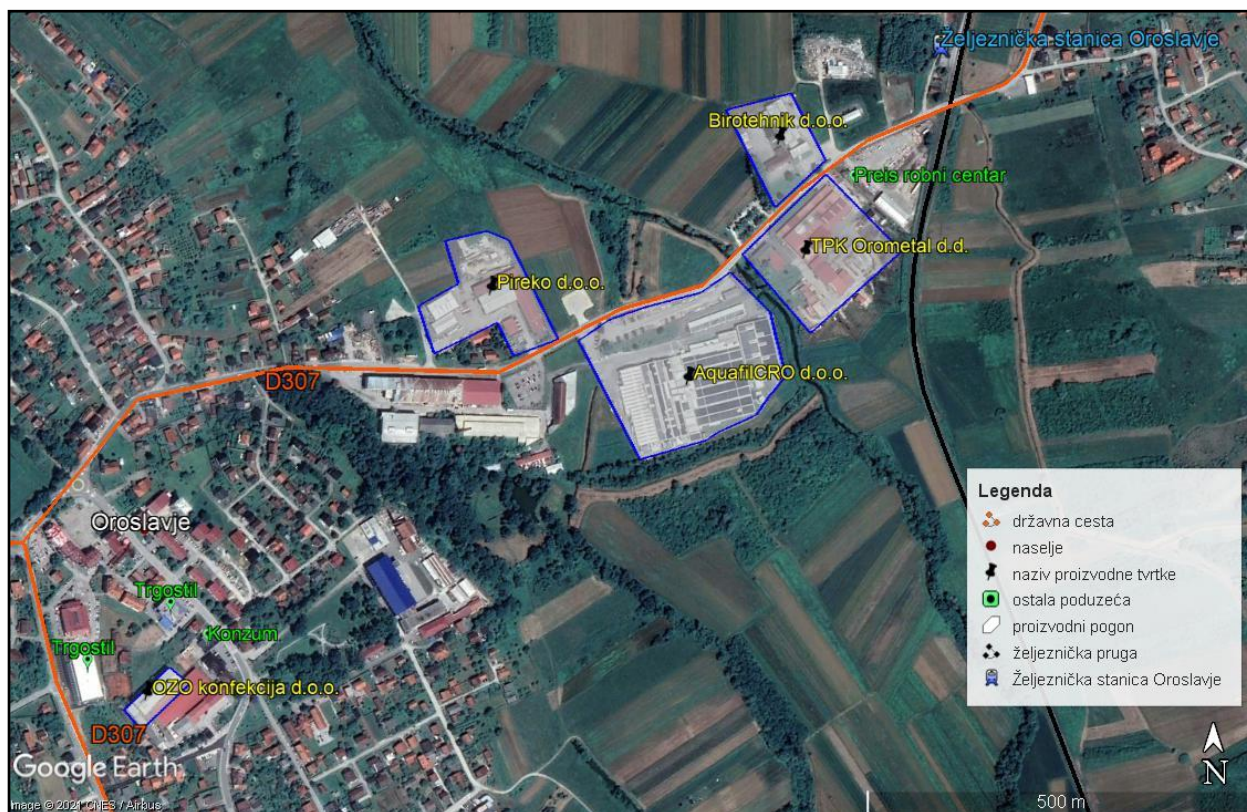 Željeznička stanica Oroslavje
Birotehnik d.o.o.
Preis robni centar
TPK Orometal d.d.
Pireko d.o.o.
AquafilCRO d.o.o.
D307
Oroslavje
Trgostil
Konzum
Trgostil
OZO konfekcija d.o.o.
D307
Legenda
državna cesta
naselje
naziv proizvodne tvrtke
ostala poduzeća
proizvodni pogon
željeznička pruga
Željeznička stanica Oroslavje
N
Google Earth
Image © 2021 CNES / Airbus
500 m